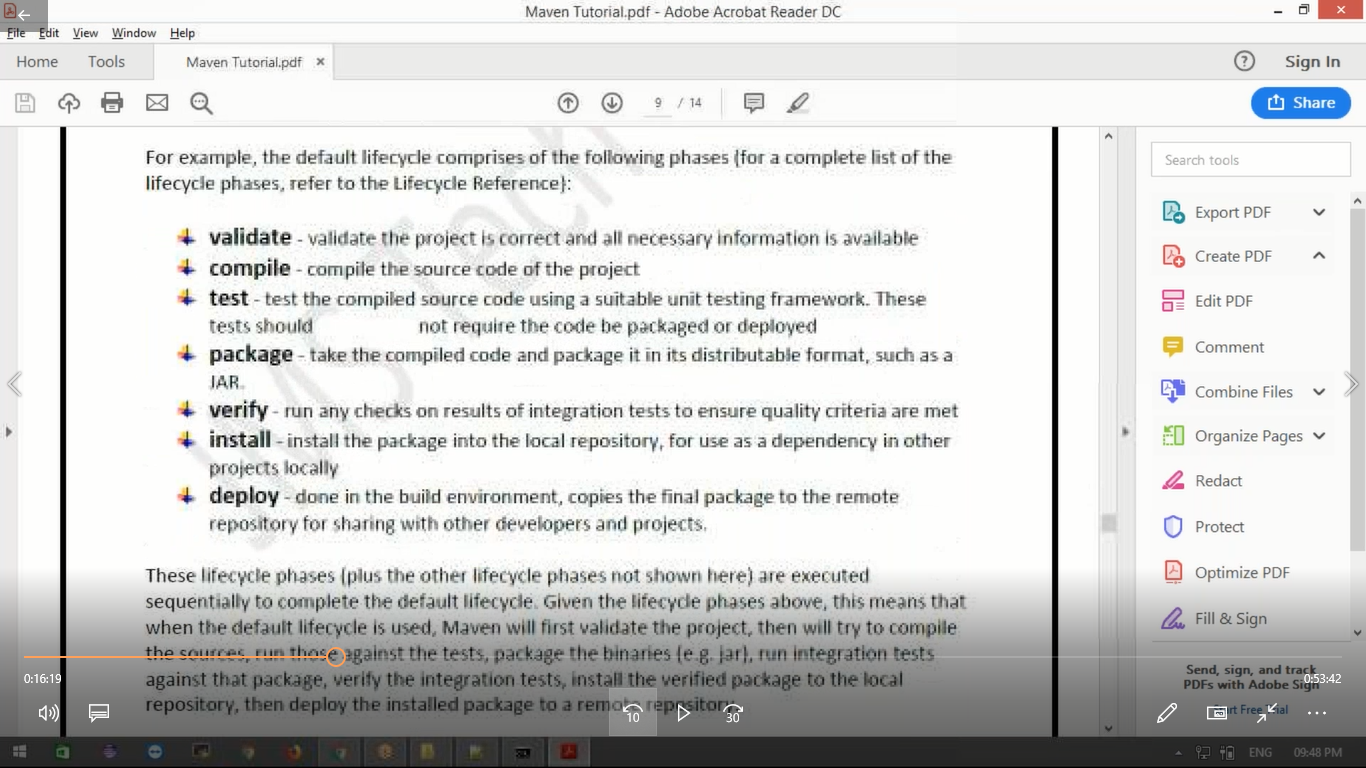 Maven Tutorial.pdf - Adobe Acrobat Reader DC
File Edit View Window Help
Home Tools Maven Tutorial.pdf × ? Sign In
9 / 14 Share
For example, the default lifecycle comprises of the following phases (for a complete list of the
lifecycle phases, refer to the Lifecycle Reference):
validate - validate the project is correct and all necessary information is available
compile - compile the source code of the project
test - test the compiled source code using a suitable unit testing framework. These
tests should not require the code be packaged or deployed
package - take the compiled code and package it in its distributable format, such as a
JAR.
verify - run any checks on results of integration tests to ensure quality criteria are met
install - install the package into the local repository, for use as a dependency in other
projects locally
deploy - done in the build environment, copies the final package to the remote
repository for sharing with other developers and projects.
These lifecycle phases (plus the other lifecycle phases not shown here) are executed
sequentially to complete the default lifecycle. Given the lifecycle phases above, this means that
when the default lifecycle is used, Maven will first validate the project, then will try to compile
the sources, run those against the tests, package the binaries (e.g. jar), run integration tests
against that package, verify the integration tests, install the verified package to the local
repository, then deploy the installed package to a remote repository.
Search tools
Export PDF
Create PDF
Edit PDF
Comment
Combine Files
Organize Pages
Redact
Protect
Optimize PDF
Fill & Sign
Send, sign, and track
PDFs with Adobe Sign
Start Free Trial
0:16:19
0:53:42
10 30
ENG 09:48 PM